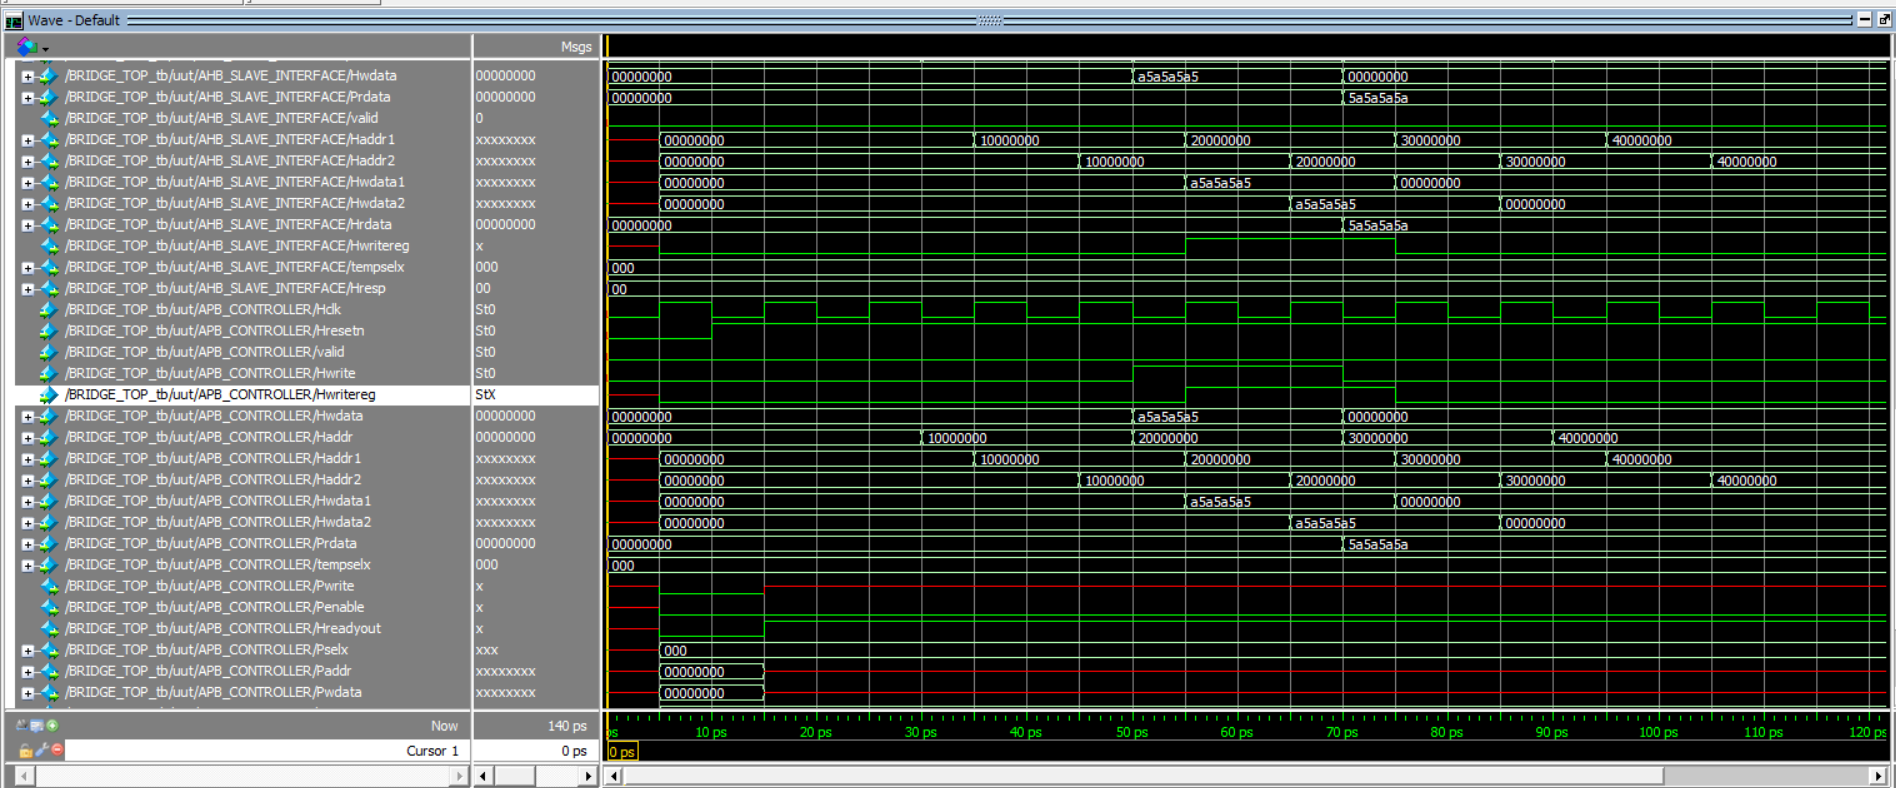 Wave - Default
Msgs
/BRIDGE_TOP_tb/uut/AHB_SLAVE_INTERFACE/Hwdata 00000000 00000000 a5a5a5a5 00000000
/BRIDGE_TOP_tb/uut/AHB_SLAVE_INTERFACE/Prdata 00000000 00000000 5a5a5a5a
/BRIDGE_TOP_tb/uut/AHB_SLAVE_INTERFACE/valid 0
/BRIDGE_TOP_tb/uut/AHB_SLAVE_INTERFACE/Haddr1 xxxxxxxx 00000000 10000000 20000000 30000000 40000000
/BRIDGE_TOP_tb/uut/AHB_SLAVE_INTERFACE/Haddr2 xxxxxxxx 00000000 10000000 20000000 30000000 40000000
/BRIDGE_TOP_tb/uut/AHB_SLAVE_INTERFACE/Hwdata1 xxxxxxxx 00000000 a5a5a5a5 00000000
/BRIDGE_TOP_tb/uut/AHB_SLAVE_INTERFACE/Hwdata2 xxxxxxxx 00000000 a5a5a5a5 00000000
/BRIDGE_TOP_tb/uut/AHB_SLAVE_INTERFACE/Hrdata 00000000 00000000 5a5a5a5a
/BRIDGE_TOP_tb/uut/AHB_SLAVE_INTERFACE/Hwritereg x
/BRIDGE_TOP_tb/uut/AHB_SLAVE_INTERFACE/tempselx 000 000
/BRIDGE_TOP_tb/uut/AHB_SLAVE_INTERFACE/Hresp 00 00
/BRIDGE_TOP_tb/uut/APB_CONTROLLER/Hclk St0
/BRIDGE_TOP_tb/uut/APB_CONTROLLER/Hresetn St0
/BRIDGE_TOP_tb/uut/APB_CONTROLLER/valid St0
/BRIDGE_TOP_tb/uut/APB_CONTROLLER/Hwrite St0
/BRIDGE_TOP_tb/uut/APB_CONTROLLER/Hwritereg StX
/BRIDGE_TOP_tb/uut/APB_CONTROLLER/Hwdata 00000000 00000000 a5a5a5a5 00000000
/BRIDGE_TOP_tb/uut/APB_CONTROLLER/Haddr 00000000 00000000 10000000 20000000 30000000 40000000
/BRIDGE_TOP_tb/uut/APB_CONTROLLER/Haddr1 xxxxxxxx 00000000 10000000 20000000 30000000 40000000
/BRIDGE_TOP_tb/uut/APB_CONTROLLER/Haddr2 xxxxxxxx 00000000 10000000 20000000 30000000 40000000
/BRIDGE_TOP_tb/uut/APB_CONTROLLER/Hwdata1 xxxxxxxx 00000000 a5a5a5a5 00000000
/BRIDGE_TOP_tb/uut/APB_CONTROLLER/Hwdata2 xxxxxxxx 00000000 a5a5a5a5 00000000
/BRIDGE_TOP_tb/uut/APB_CONTROLLER/Prdata 00000000 00000000 5a5a5a5a
/BRIDGE_TOP_tb/uut/APB_CONTROLLER/tempselx 000 000
/BRIDGE_TOP_tb/uut/APB_CONTROLLER/Pwrite x
/BRIDGE_TOP_tb/uut/APB_CONTROLLER/Penable x
/BRIDGE_TOP_tb/uut/APB_CONTROLLER/Hreadyout x
/BRIDGE_TOP_tb/uut/APB_CONTROLLER/Pselx xxx 000
/BRIDGE_TOP_tb/uut/APB_CONTROLLER/Paddr xxxxxxxx 00000000
/BRIDGE_TOP_tb/uut/APB_CONTROLLER/Pwdata xxxxxxxx 00000000
Now 140 ps ps 10 ps 20 ps 30 ps 40 ps 50 ps 60 ps 70 ps 80 ps 90 ps 100 ps 110 ps 120 ps
Cursor 1 0 ps 0 ps